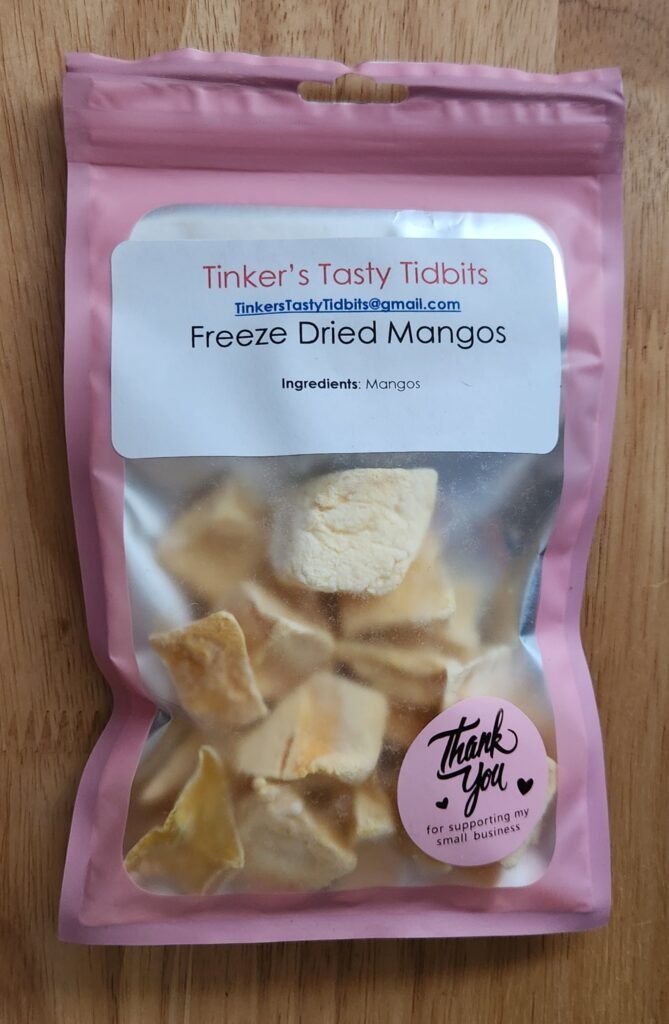 Tinker's Tasty Tidbits
TinkersTastyTidbits@gmail.com
Freeze Dried Mangos
Ingredients: Mangos
Thank
You
for supporting my
small business